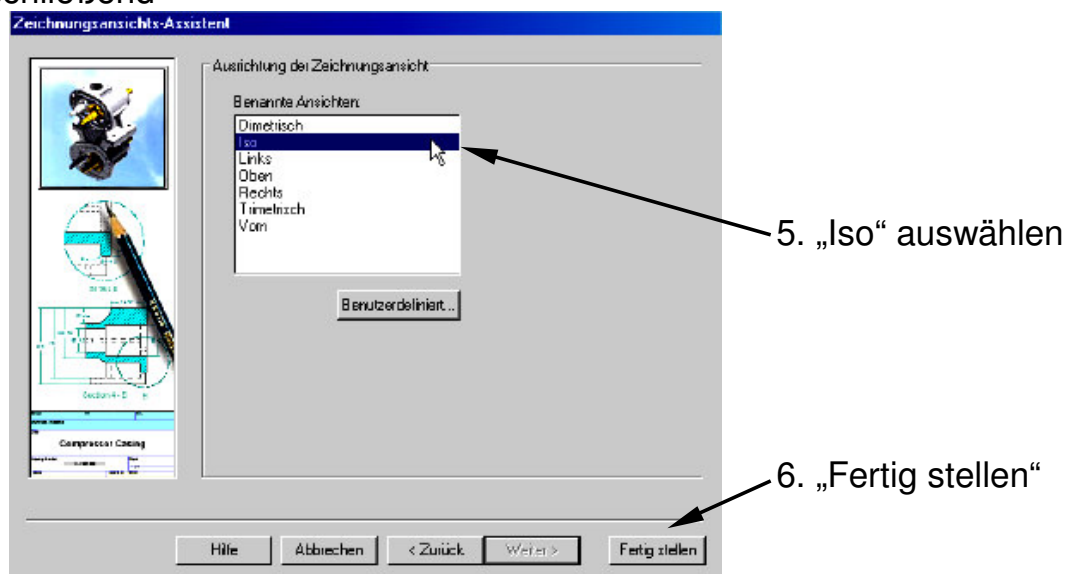 Zeichnungsansichts-Assistent
Ausrichtung der Zeichnungsansicht
Benannte Ansichten:
Dimetrisch
Iso
Links
Oben
Rechts
Trimetrisch
Vorn
Benutzerdefiniert...
5. „Iso“ auswählen
Section A-B
Compressor Casing
6. „Fertig stellen“
Hilfe
Abbrechen
< Zurück
Weiter >
Fertig stellen